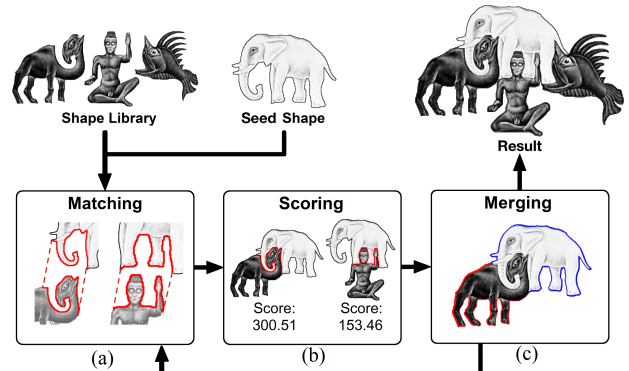 Shape Library
Seed Shape
Result
Matching
Scoring
Merging
Score:
300.51
Score:
153.46
(a)
(b)
(c)